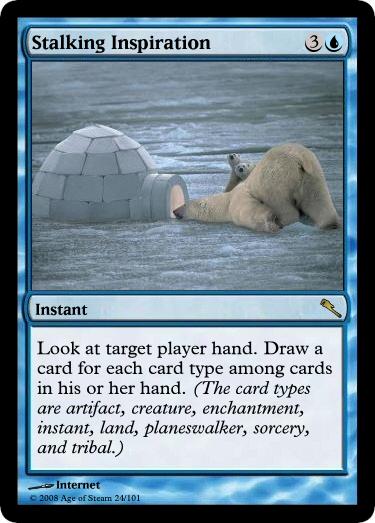 Stalking Inspiration 3
Instant
Look at target player hand. Draw a
card for each card type among cards
in his or her hand. (The card types
are artifact, creature, enchantment,
instant, land, planeswalker, sorcery,
and tribal.)
Internet
© 2008 Age of Steam 24/101